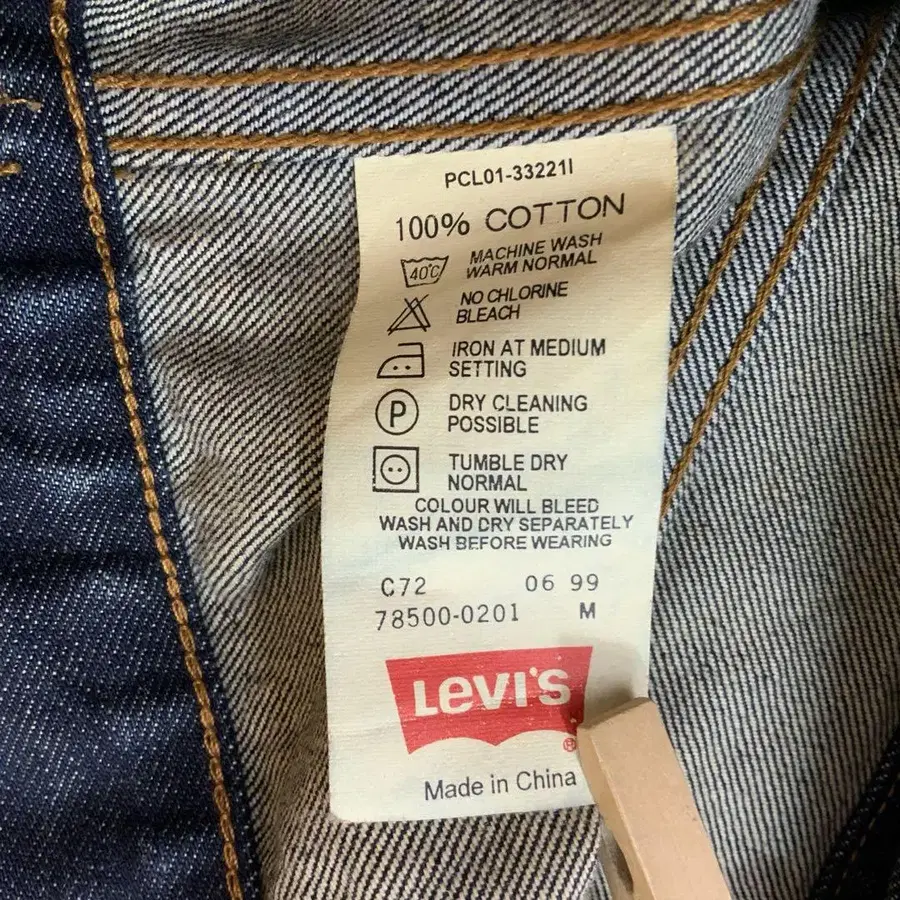 PCL01-33221I
100% COTTON
40°C MACHINE WASH
WARM NORMAL
NO CHLORINE
BLEACH
IRON AT MEDIUM
SETTING
P DRY CLEANING
POSSIBLE
TUMBLE DRY
NORMAL
COLOUR WILL BLEED
WASH AND DRY SEPARATELY
WASH BEFORE WEARING
C72 06 99
78500-0201 M
LEVI'S
®
Made in China